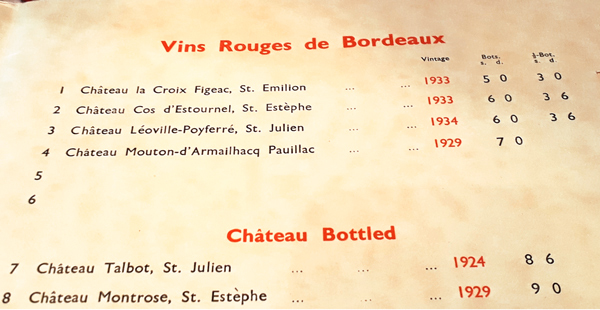 Vins Rouges de Bordeaux
Vintage Bots. ½-Bot.
s. d. s. d.
1 Château la Croix Figeac, St. Emilion ... ... 1933 5 0 3 0
2 Château Cos d'Estournel, St. Estèphe ... 1933 6 0 3 6
3 Château Léoville-Poyferré, St. Julien ... ... 1934 6 0 3 6
4 Château Mouton-d'Armailhacq Pauillac ... ... 1929 7 0
5
6
Château Bottled
7 Château Talbot, St. Julien ... ... ... 1924 8 6
8 Château Montrose, St. Estèphe ... ... ... 1929 9 0